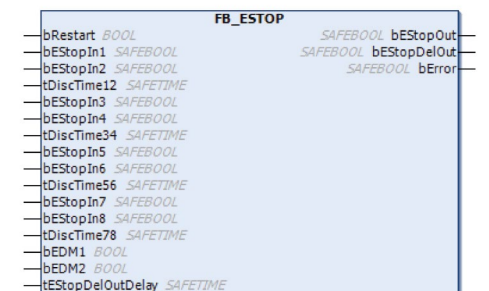 FB_ESTOP
bRestart BOOL SAFEBOOL bEStopOut
bEStopIn1 SAFEBOOL SAFEBOOL bEStopDelOut
bEStopIn2 SAFEBOOL SAFEBOOL bError
tDiscTime12 SAFETIME
bEStopIn3 SAFEBOOL
bEStopIn4 SAFEBOOL
tDiscTime34 SAFETIME
bEStopIn5 SAFEBOOL
bEStopIn6 SAFEBOOL
tDiscTime56 SAFETIME
bEStopIn7 SAFEBOOL
bEStopIn8 SAFEBOOL
tDiscTime78 SAFETIME
bEDM1 BOOL
bEDM2 BOOL
tEStopDelOutDelay SAFETIME